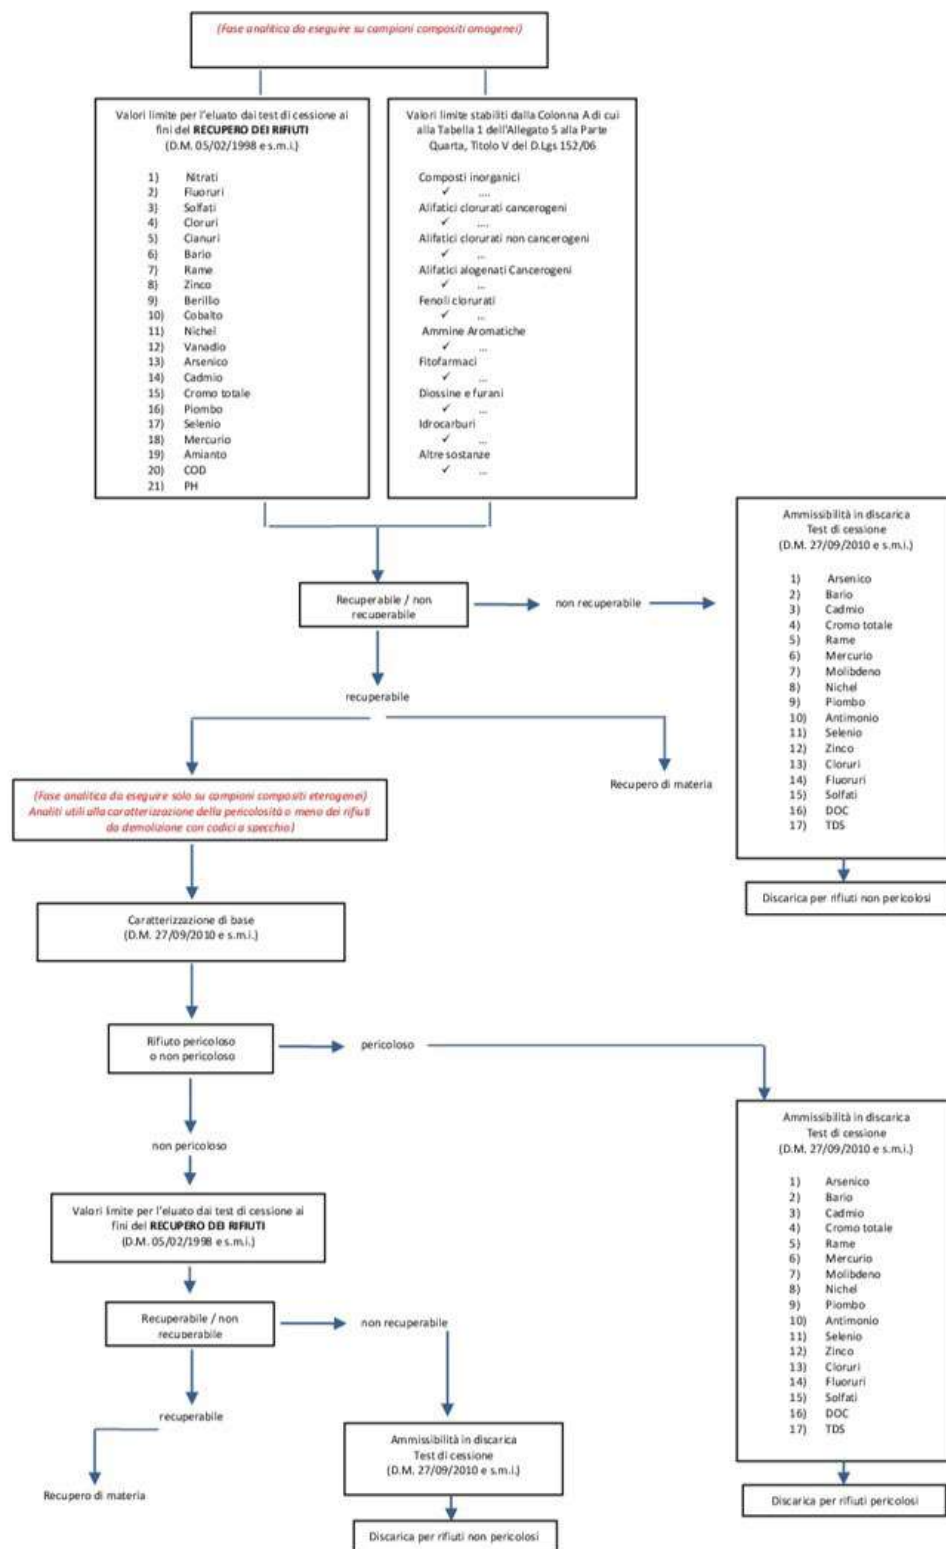 (Fase analitica da eseguire su campioni compositi omogenei)
Valori limite per l'eluato dai test di cessione ai
fini del RECUPERO DEI RIFIUTI
(D.M. 05/02/1998 e s.m.i.)
1) Nitrati
2) Fluoruri
3) Solfati
4) Cloruri
5) Cianuri
6) Bario
7) Rame
8) Zinco
9) Berillio
10) Cobalto
11) Nichel
12) Vanadio
13) Arsenico
14) Cadmio
15) Cromo totale
16) Piombo
17) Selenio
18) Mercurio
19) Amianto
20) COD
21) PH
Valori limite stabiliti dalla Colonna A di cui
alla Tabella 1 dell'Allegato 5 alla Parte
Quarta, Titolo V del D.Lgs 152/06
Composti inorganici
✓ ....
Alifatici clorurati cancerogeni
✓ ....
Alifatici clorurati non cancerogeni
✓ ...
Alifatici alogenati Cancerogeni
✓ ...
Fenoli clorurati
✓ ...
Ammine Aromatiche
✓ ...
Fitofarmaci
✓ ...
Diossine e furani
✓ ...
Idrocarburi
✓ ...
Altre sostanze
✓ ...
Recuperabile / non
recuperabile
non recuperabile
Ammissibilità in discarica
Test di cessione
(D.M. 27/09/2010 e s.m.i.)
1) Arsenico
2) Bario
3) Cadmio
4) Cromo totale
5) Rame
6) Mercurio
7) Molibdeno
8) Nichel
9) Piombo
10) Antimonio
11) Selenio
12) Zinco
13) Cloruri
14) Fluoruri
15) Solfati
16) DOC
17) TDS
Discarica per rifiuti non pericolosi
recuperabile
Recupero di materia
(Fase analitica da eseguire solo su campioni compositi eterogenei)
Analiti utili alla caratterizzazione della pericolosità o meno dei rifiuti
da demolizione con codici a specchio)
Caratterizzazione di base
(D.M. 27/09/2010 e s.m.i.)
Rifiuto pericoloso
o non pericoloso
pericoloso
Ammissibilità in discarica
Test di cessione
(D.M. 27/09/2010 e s.m.i.)
1) Arsenico
2) Bario
3) Cadmio
4) Cromo totale
5) Rame
6) Mercurio
7) Molibdeno
8) Nichel
9) Piombo
10) Antimonio
11) Selenio
12) Zinco
13) Cloruri
14) Fluoruri
15) Solfati
16) DOC
17) TDS
Discarica per rifiuti pericolosi
non pericoloso
Valori limite per l'eluato dai test di cessione ai
fini del RECUPERO DEI RIFIUTI
(D.M. 05/02/1998 e s.m.i.)
Recuperabile / non
recuperabile
non recuperabile
recuperabile
Recupero di materia
Ammissibilità in discarica
Test di cessione
(D.M. 27/09/2010 e s.m.i.)
Discarica per rifiuti non pericolosi